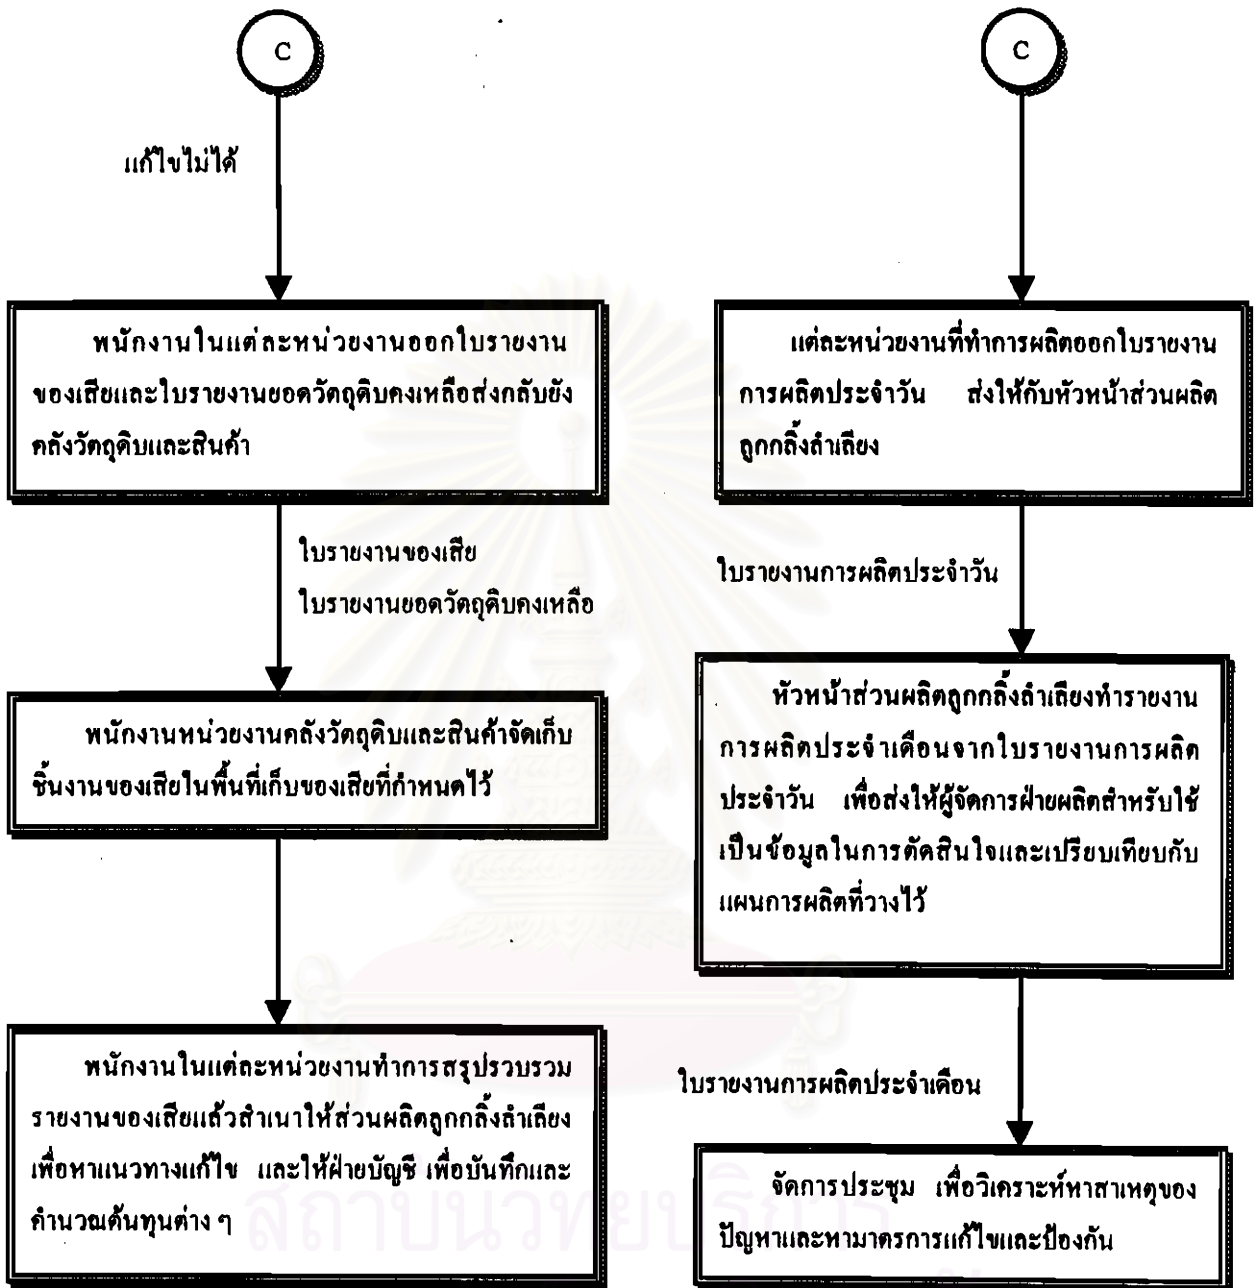 C
แก้ไขไม่ได้
พนักงานในแต่ละหน่วยงานออกใบรายงาน
ของเสียและใบรายงานยอดวัตถุดิบคงเหลือส่งกลับยัง
คลังวัตถุดิบและสินค้า
ใบรายงานของเสีย
ใบรายงานยอดวัตถุดิบคงเหลือ
พนักงานหน่วยงานคลังวัตถุดิบและสินค้าจัดเก็บ
ชิ้นงานของเสียในพื้นที่เก็บของเสียที่กำหนดไว้
พนักงานในแต่ละหน่วยงานทำการสรุปรวบรวม
รายงานของเสียแล้วสำเนาให้ส่วนผลิตลูกกลิ้งลำเลียง
เพื่อหาแนวทางแก้ไข และให้ฝ่ายบัญชี เพื่อบันทึกและ
คำนวณต้นทุนต่าง ๆ
C
แต่ละหน่วยงานที่ทำการผลิตออกใบรายงาน
การผลิตประจำวัน ส่งให้กับหัวหน้าส่วนผลิต
ลูกกลิ้งลำเลียง
ใบรายงานการผลิตประจำวัน
หัวหน้าส่วนผลิตลูกกลิ้งลำเลียงทำรายงาน
การผลิตประจำเดือนจากใบรายงานการผลิต
ประจำวัน เพื่อส่งให้ผู้จัดการฝ่ายผลิตสำหรับใช้
เป็นข้อมูลในการตัดสินใจและเปรียบเทียบกับ
แผนการผลิตที่วางไว้
ใบรายงานการผลิตประจำเดือน
จัดการประชุม เพื่อวิเคราะห์หาสาเหตุของ
ปัญหาและหามาตรการแก้ไขและป้องกัน
สถาบันวิทยบริการ